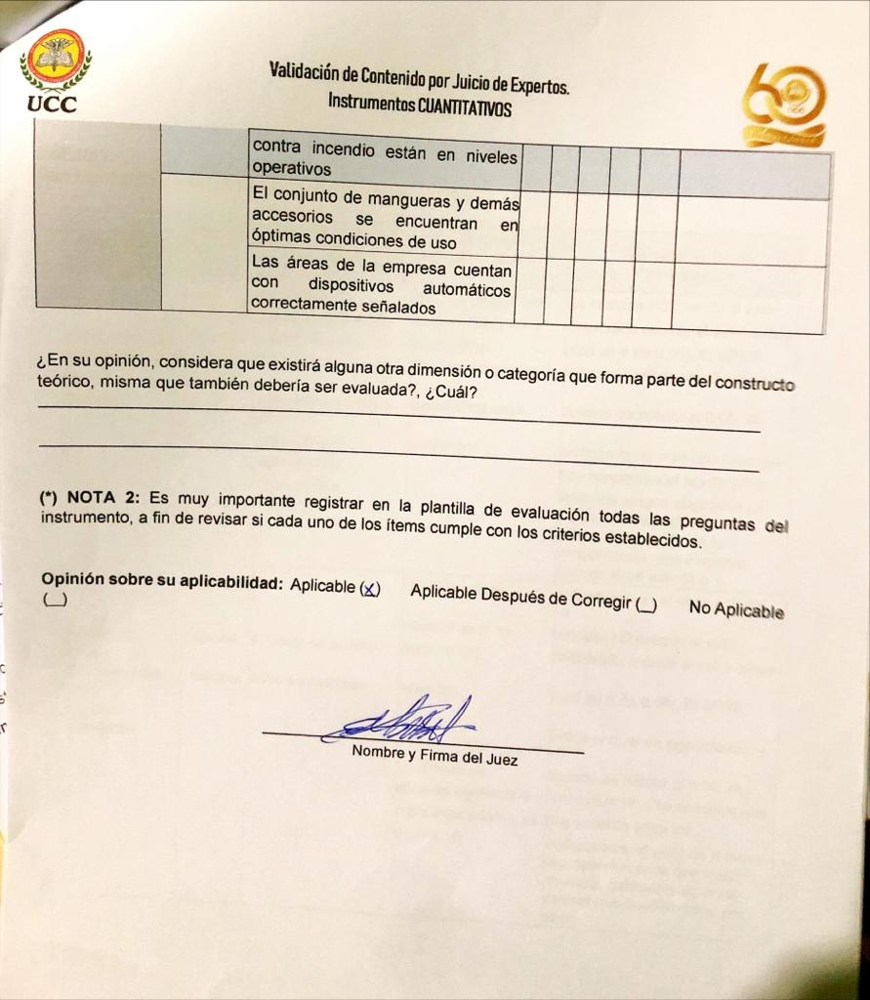 UCC
Validación de Contenido por Juicio de Expertos.
Instrumentos CUANTITATIVOS
60
contra incendio están en niveles
operativos
El conjunto de mangueras y demás
accesorios se encuentran en
óptimas condiciones de uso
Las áreas de la empresa cuentan
con dispositivos automáticos
correctamente señalados
¿En su opinión, considera que existirá alguna otra dimensión o categoría que forma parte del constructo
teórico, misma que también debería ser evaluada?, ¿Cuál?
(*) NOTA 2: Es muy importante registrar en la plantilla de evaluación todas las preguntas del
instrumento, a fin de revisar si cada uno de los ítems cumple con los criterios establecidos.
Opinión sobre su aplicabilidad: Aplicable (x) Aplicable Después de Corregir (_) No Aplicable
(_)
Nombre y Firma del Juez